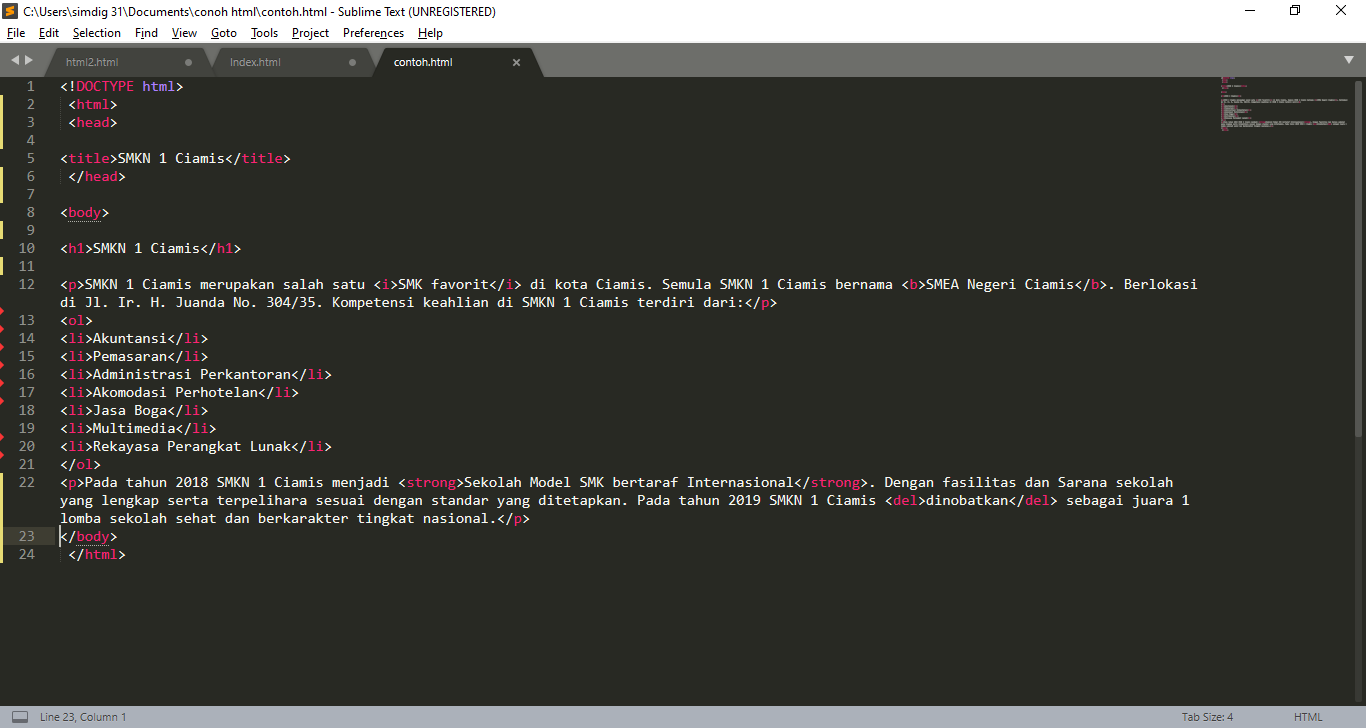 C:\Users\simdig 31\Documents\conoh html\contoh.html - Sublime Text (UNREGISTERED)
File Edit Selection Find View Goto Tools Project Preferences Help
html2.html Index.html contoh.html
1 <!DOCTYPE html>
2 <html>
3 <head>
4
5 <title>SMKN 1 Ciamis</title>
6 </head>
7
8 <body>
9
10 <h1>SMKN 1 Ciamis</h1>
11
12 <p>SMKN 1 Ciamis merupakan salah satu <i>SMK favorit</i> di kota Ciamis. Semula SMKN 1 Ciamis bernama <b>SMEA Negeri Ciamis</b>. Berlokasi
di Jl. Ir. H. Juanda No. 304/35. Kompetensi keahlian di SMKN 1 Ciamis terdiri dari:</p>
13 <ol>
14 <li>Akuntansi</li>
15 <li>Pemasaran</li>
16 <li>Administrasi Perkantoran</li>
17 <li>Akomodasi Perhotelan</li>
18 <li>Jasa Boga</li>
19 <li>Multimedia</li>
20 <li>Rekayasa Perangkat Lunak</li>
21 </ol>
22 <p>Pada tahun 2018 SMKN 1 Ciamis menjadi <strong>Sekolah Model SMK bertaraf Internasional</strong>. Dengan fasilitas dan Sarana sekolah
yang lengkap serta terpelihara sesuai dengan standar yang ditetapkan. Pada tahun 2019 SMKN 1 Ciamis <del>dinobatkan</del> sebagai juara 1
lomba sekolah sehat dan berkarakter tingkat nasional.</p>
23 </body>
24 </html>
Line 23, Column 1 Tab Size: 4 HTML